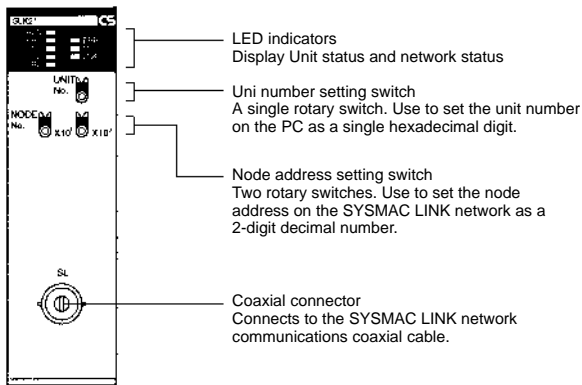 SLK21 CS
LED indicators
Display Unit status and network status
UNIT
No.
Uni number setting switch
A single rotary switch. Use to set the unit number
on the PC as a single hexadecimal digit.
NODE
No.
x10¹ x10⁰
Node address setting switch
Two rotary switches. Use to set the node
address on the SYSMAC LINK network as a
2-digit decimal number.
SL
Coaxial connector
Connects to the SYSMAC LINK network
communications coaxial cable.